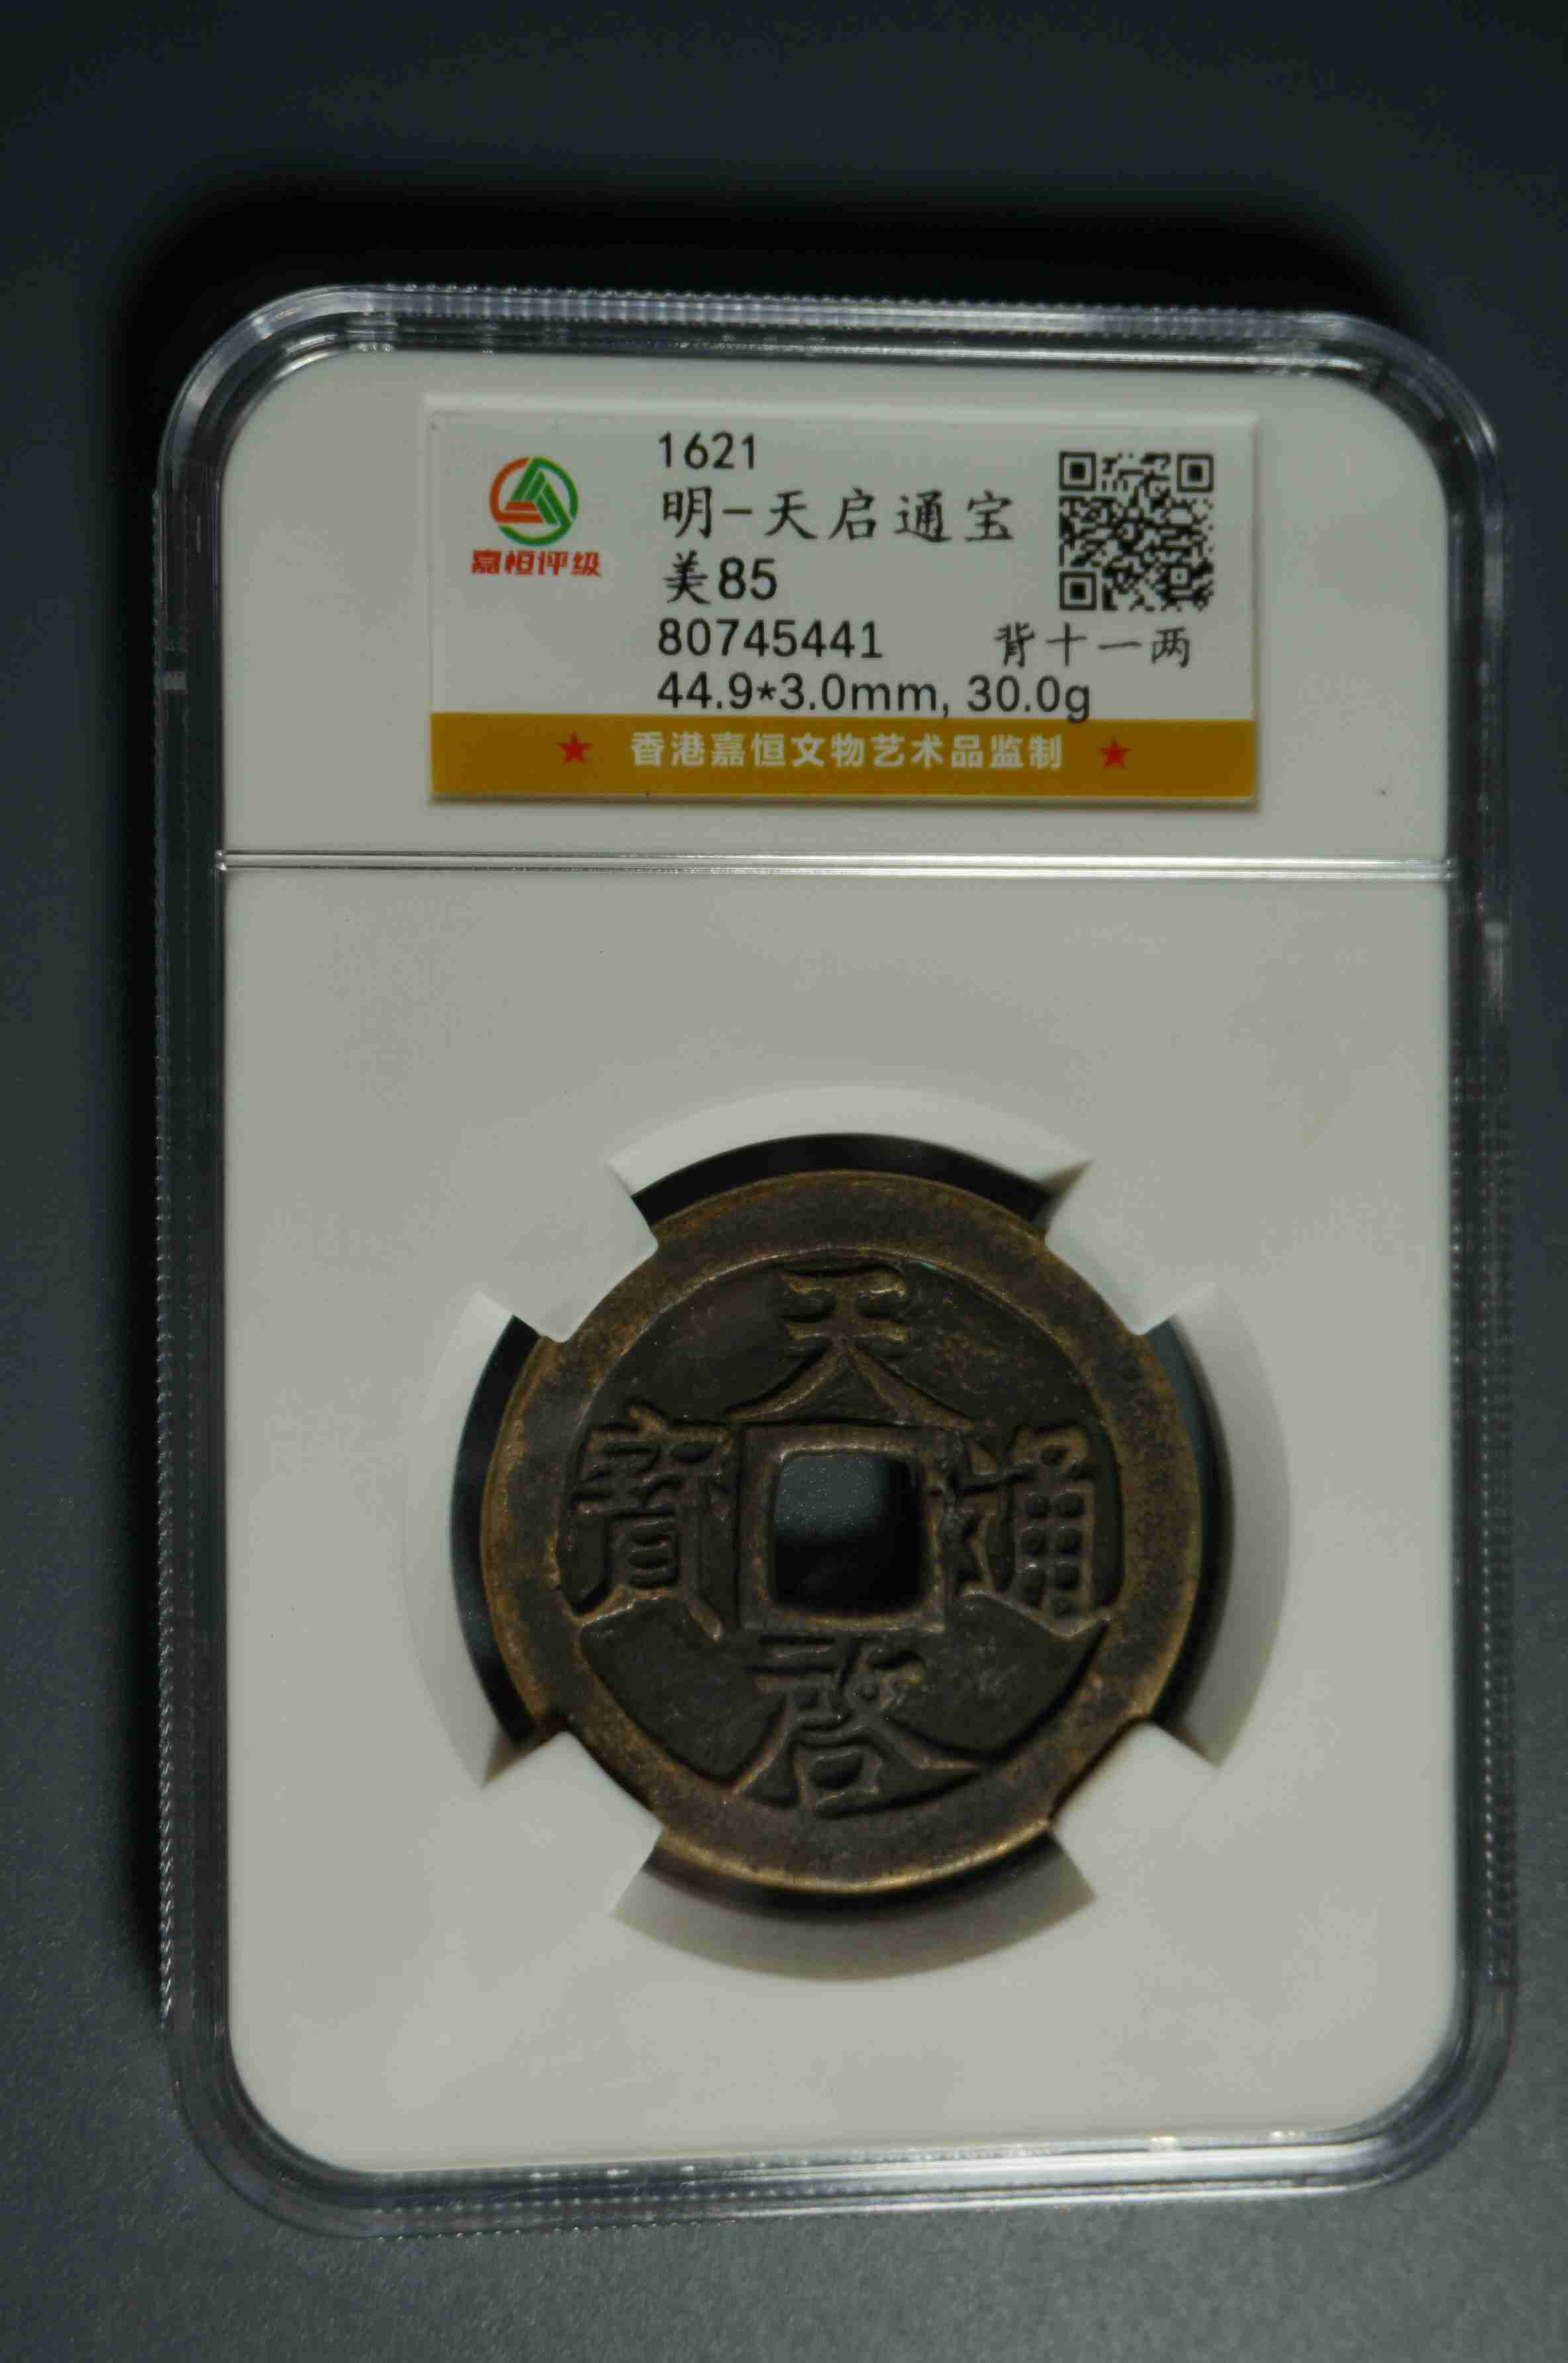 1621
明-天启通宝
嘉恒评级
美85
80745441 背十一两
44.9*3.0mm, 30.0g
★ 香港嘉恒文物艺术品监制 ★
天
寶 通
啓